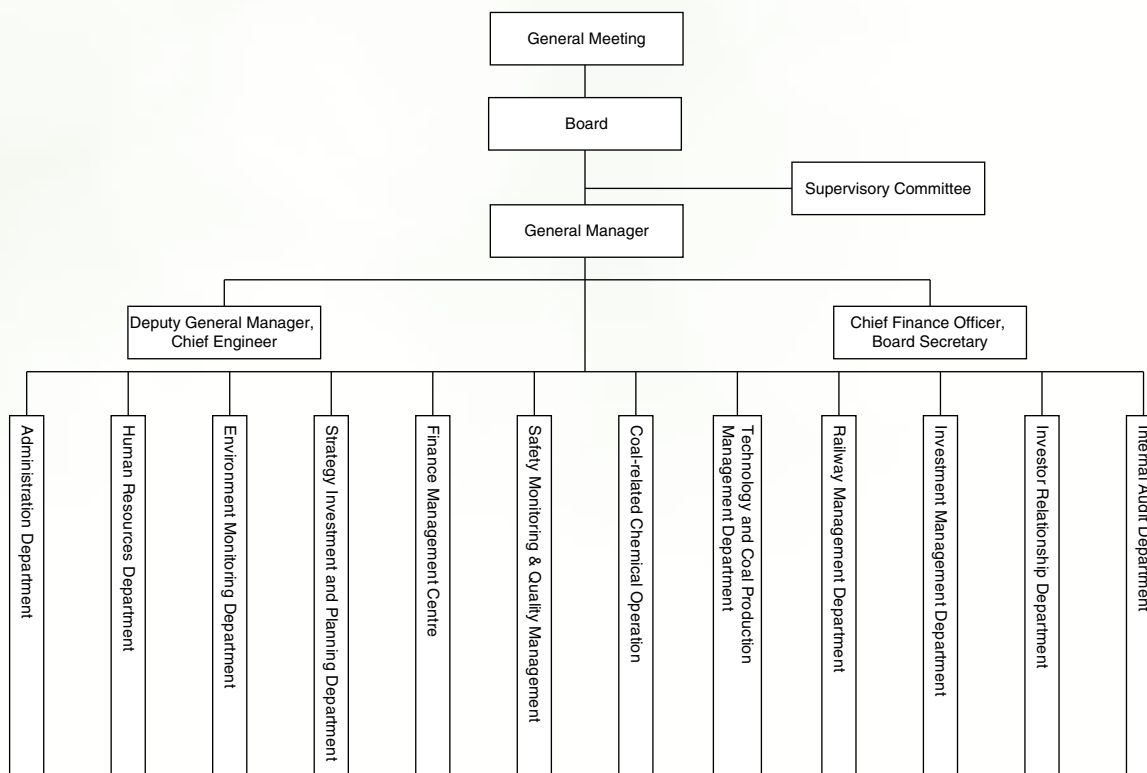 General Meeting
Board
Supervisory Committee
General Manager
Deputy General Manager,
Chief Engineer
Chief Finance Officer,
Board Secretary
Administration Department
Human Resources Department
Environment Monitoring Department
Strategy Investment and Planning Department
Finance Management Centre
Safety Monitoring & Quality Management
Coal-related Chemical Operation
Technology and Coal Production
Management Department
Railway Management Department
Investment Management Department
Investor Relationship Department
Internal Audit Department